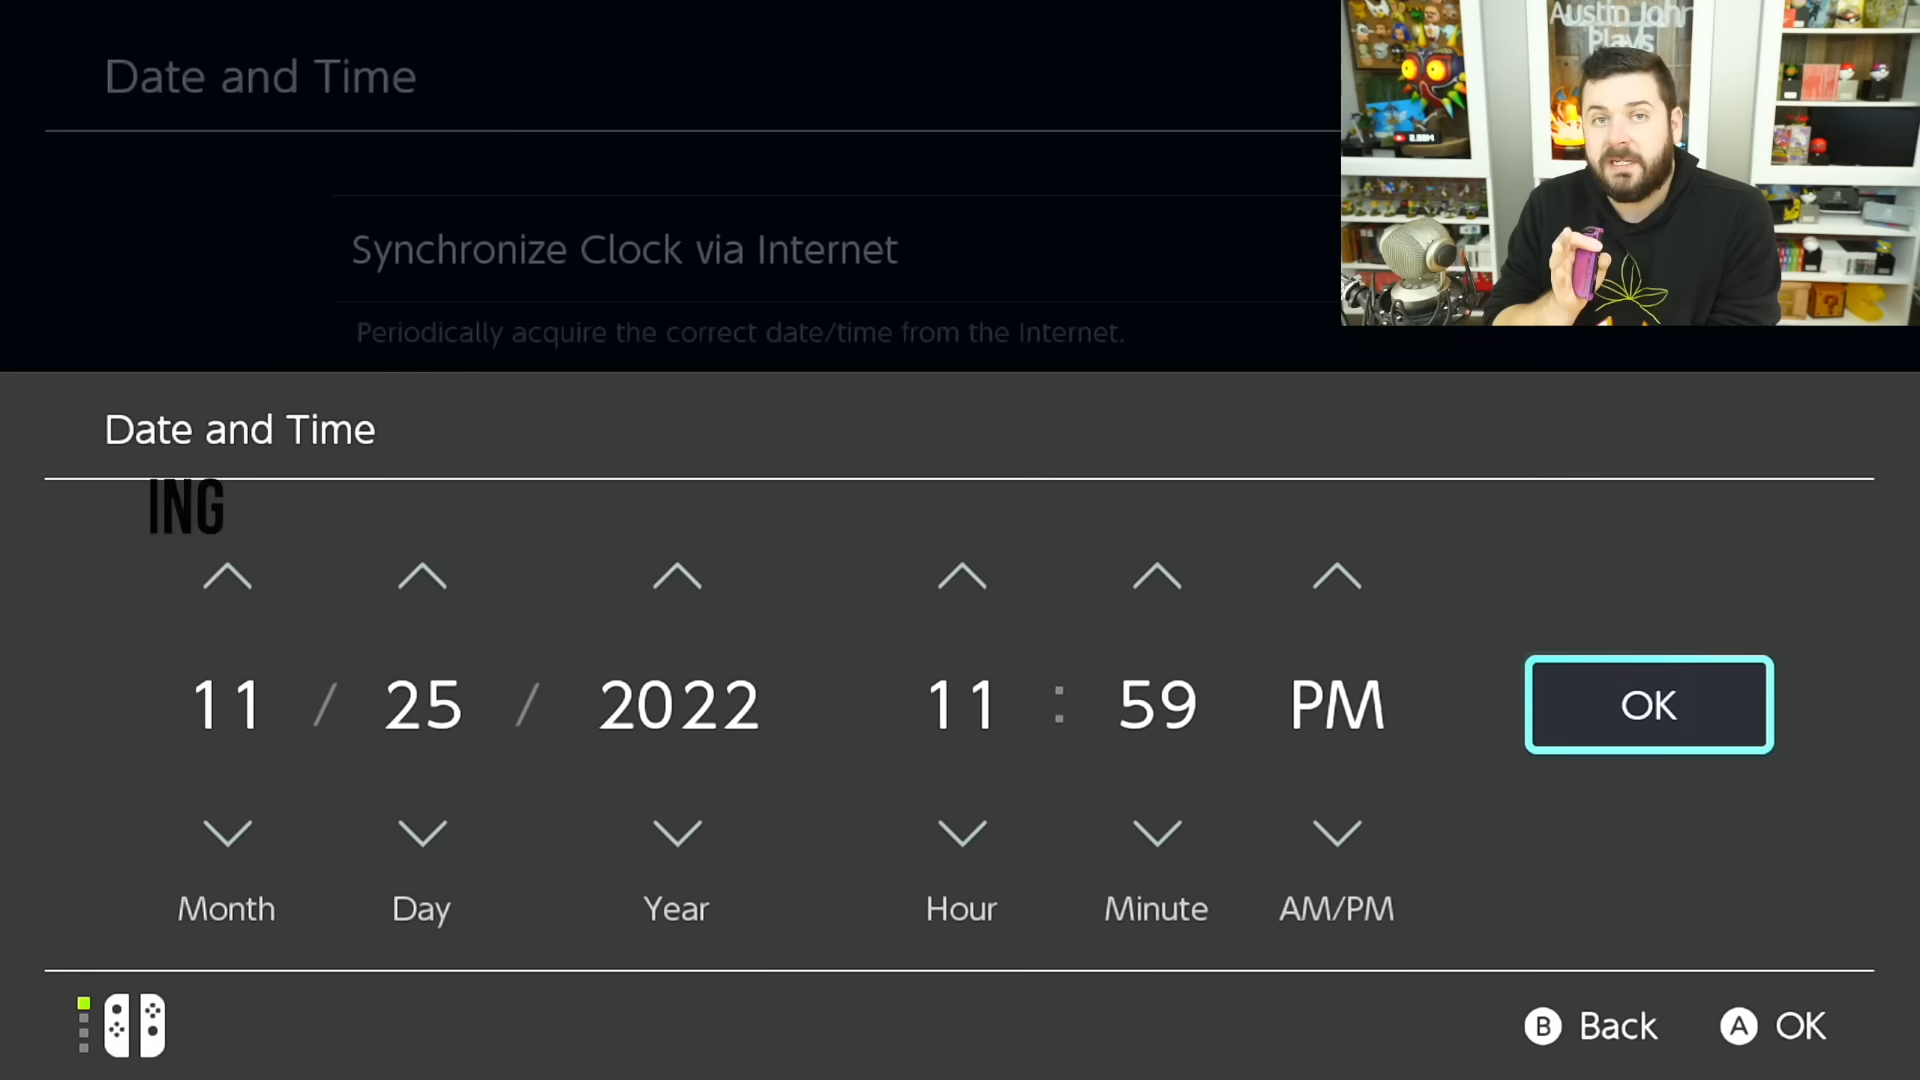 Date and Time
Austin John
Plays
Synchronize Clock via Internet
Periodically acquire the correct date/time from the Internet.
Date and Time
ING
11 / 25 / 2022 11 : 59 PM OK
Month Day Year Hour Minute AM/PM
B Back A OK